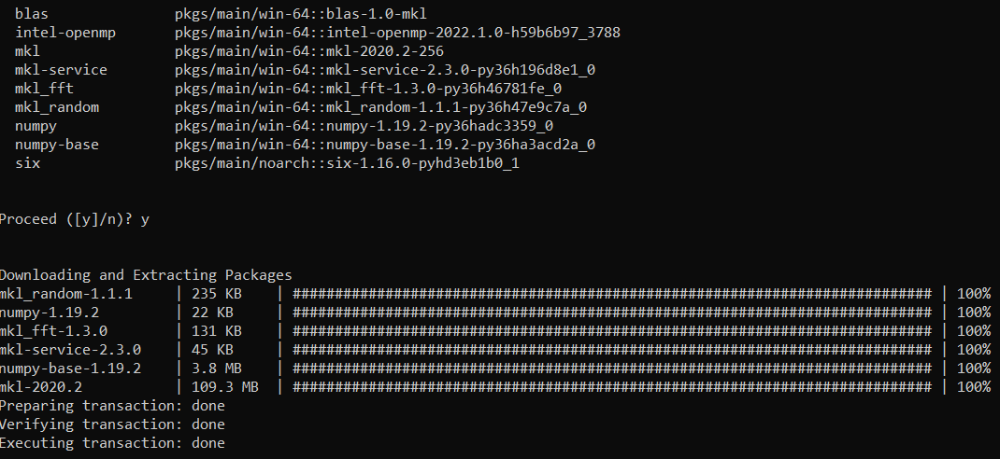 blas pkgs/main/win-64::blas-1.0-mkl
intel-openmp pkgs/main/win-64::intel-openmp-2022.1.0-h59b6b97_3788
mkl pkgs/main/win-64::mkl-2020.2-256
mkl-service pkgs/main/win-64::mkl-service-2.3.0-py36h196d8e1_0
mkl_fft pkgs/main/win-64::mkl_fft-1.3.0-py36h46781fe_0
mkl_random pkgs/main/win-64::mkl_random-1.1.1-py36h47e9c7a_0
numpy pkgs/main/win-64::numpy-1.19.2-py36hadc3359_0
numpy-base pkgs/main/win-64::numpy-base-1.19.2-py36ha3acd2a_0
six pkgs/main/noarch::six-1.16.0-pyhd3eb1b0_1
Proceed ([y]/n)? y
Downloading and Extracting Packages
mkl_random-1.1.1 | 235 KB | ############################################################################ | 100%
numpy-1.19.2 | 22 KB | ############################################################################ | 100%
mkl_fft-1.3.0 | 131 KB | ############################################################################ | 100%
mkl-service-2.3.0 | 45 KB | ############################################################################ | 100%
numpy-base-1.19.2 | 3.8 MB | ############################################################################ | 100%
mkl-2020.2 | 109.3 MB | ############################################################################ | 100%
Preparing transaction: done
Verifying transaction: done
Executing transaction: done